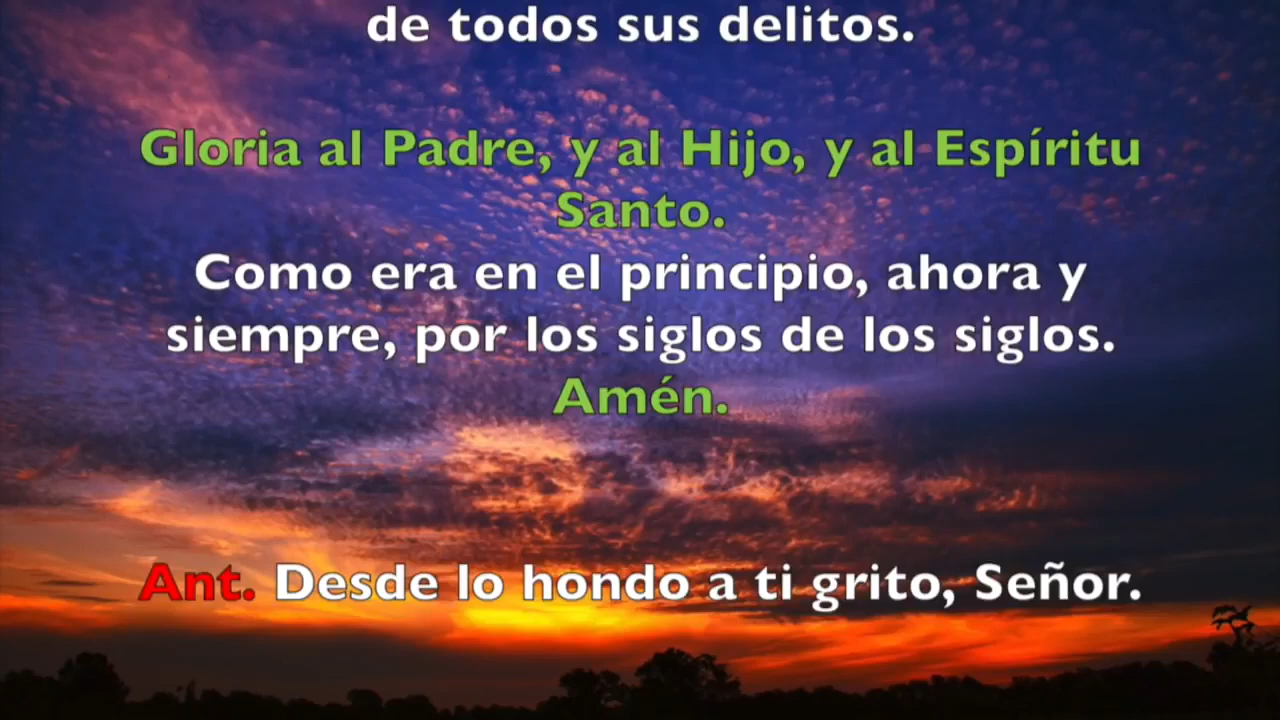 de todos sus delitos.
Gloria al Padre, y al Hijo, y al Espíritu
Santo.
Como era en el principio, ahora y
siempre, por los siglos de los siglos.
Amén.
Ant. Desde lo hondo a ti grito, Señor.